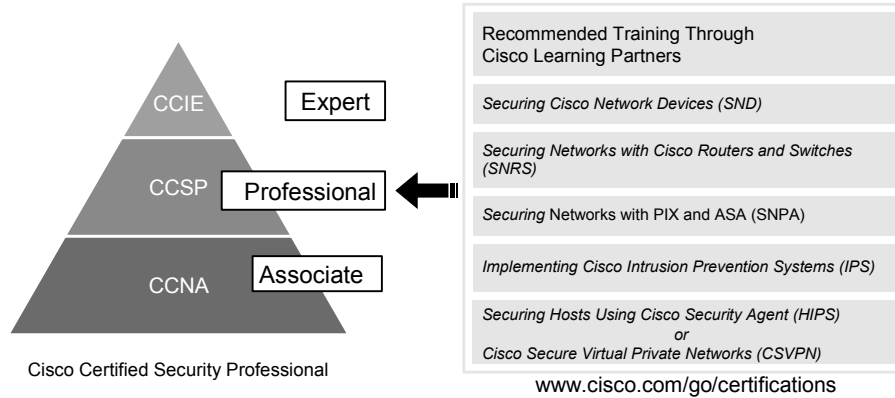 CCIE
Expert
CCSP
Professional
CCNA
Associate
Cisco Certified Security Professional
Recommended Training Through
Cisco Learning Partners
Securing Cisco Network Devices (SND)
Securing Networks with Cisco Routers and Switches
(SNRS)
Securing Networks with PIX and ASA (SNPA)
Implementing Cisco Intrusion Prevention Systems (IPS)
Securing Hosts Using Cisco Security Agent (HIPS)
or
Cisco Secure Virtual Private Networks (CSVPN)
www.cisco.com/go/certifications